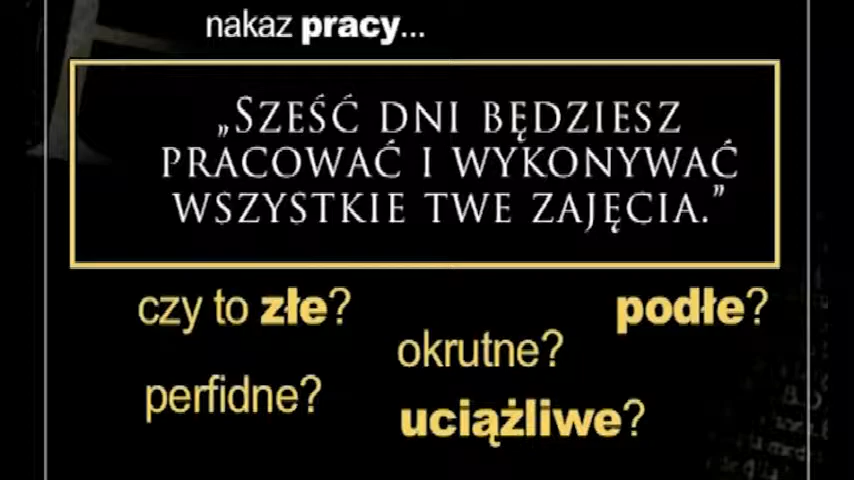 nakaz pracy...
„Sześć dni będziesz
pracować i wykonywać
wszystkie twe zajęcia.”
czy to złe?
podłe?
okrutne?
perfidne?
uciążliwe?